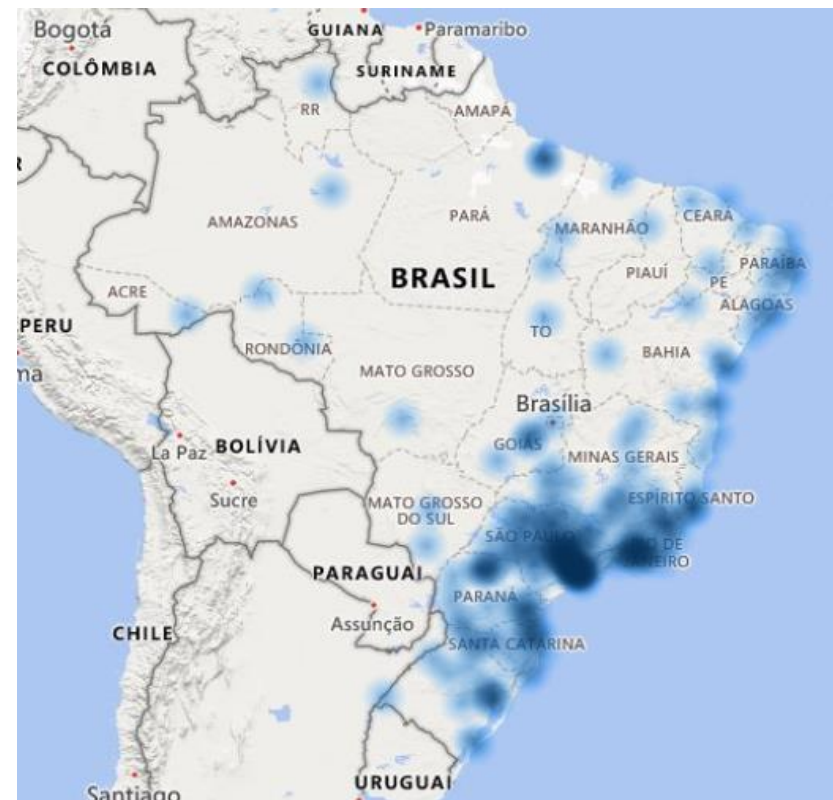 Bogotá
GUIANA
Paramaribo
COLÔMBIA
SURINAME
RR
AMAPÁ
AMAZONAS
PARÁ
MARANHÃO
CEARÁ
BRASIL
PIAUÍ
PARAÍBA
PE
ACRE
ALAGOAS
PERU
TO
RONDÔNIA
BAHIA
MATO GROSSO
ma
Brasília
La Paz
BOLÍVIA
GOIÁS
MINAS GERAIS
Sucre
MATO GROSSO
DO SUL
ESPÍRITO SANTO
SÃO PAULO
PARAGUAI
PARANÁ
Assunção
CHILE
SANTA CATARINA
URUGUAI
Santiago